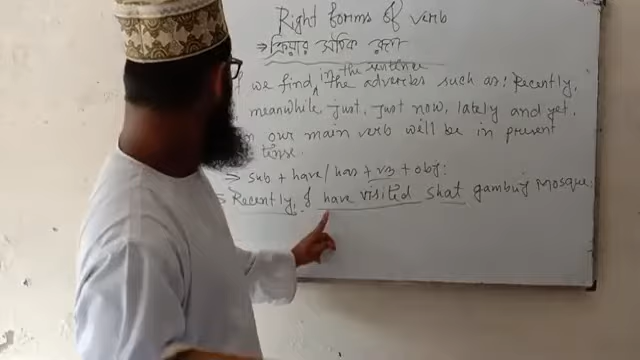 Right forms of verb
⇒ ক্রিয়ার সঠিক রূপ
in the sentence
f we find ^ the adverbs such as: Recently,
meanwhile, just, just now, lately and yet.
n our main verb will be in present
tense.
⇒ sub + have/has + v3 + obj:
⇒ Recently, I have visited shat gambuj Mosque.